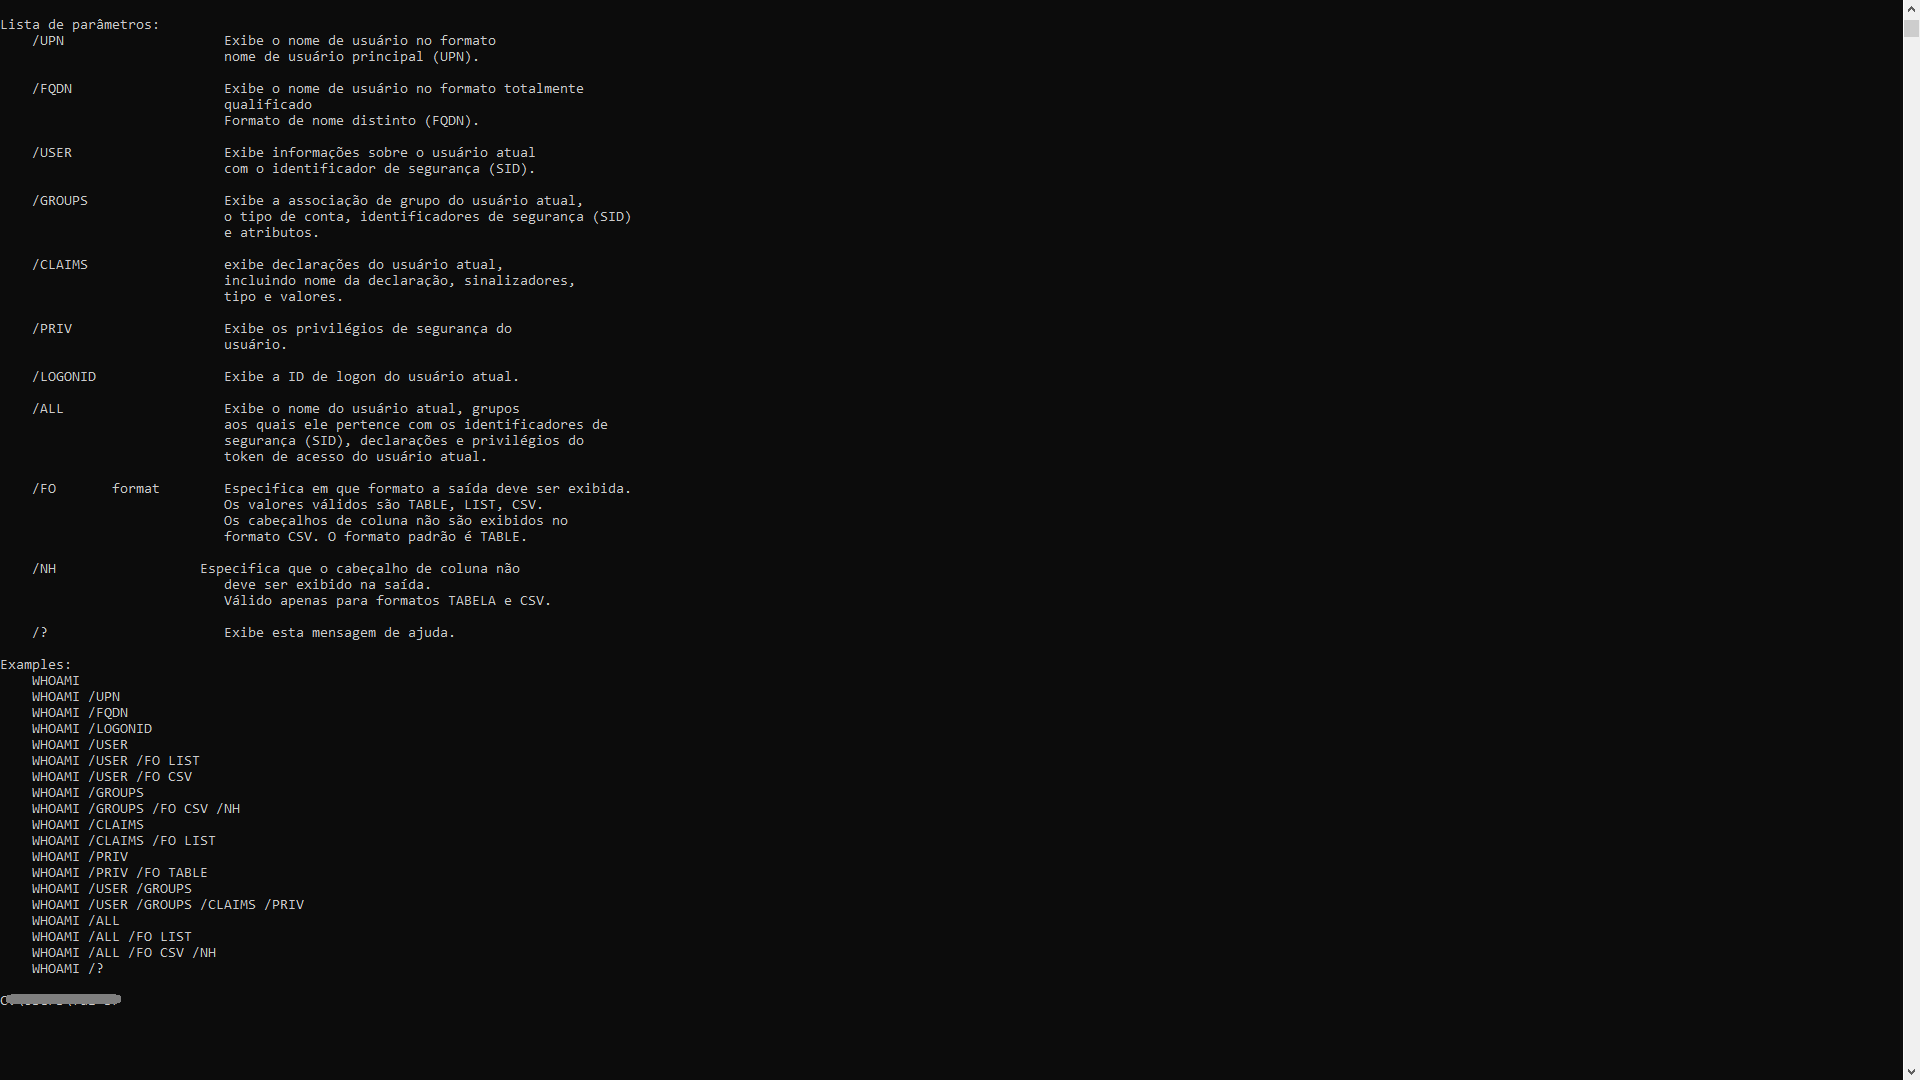 Lista de parâmetros:
/UPN Exibe o nome de usuário no formato
nome de usuário principal (UPN).
/FQDN Exibe o nome de usuário no formato totalmente
qualificado
Formato de nome distinto (FQDN).
/USER Exibe informações sobre o usuário atual
com o identificador de segurança (SID).
/GROUPS Exibe a associação de grupo do usuário atual,
o tipo de conta, identificadores de segurança (SID)
e atributos.
/CLAIMS exibe declarações do usuário atual,
incluindo nome da declaração, sinalizadores,
tipo e valores.
/PRIV Exibe os privilégios de segurança do
usuário.
/LOGONID Exibe a ID de logon do usuário atual.
/ALL Exibe o nome do usuário atual, grupos
aos quais ele pertence com os identificadores de
segurança (SID), declarações e privilégios do
token de acesso do usuário atual.
/FO format Especifica em que formato a saída deve ser exibida.
Os valores válidos são TABLE, LIST, CSV.
Os cabeçalhos de coluna não são exibidos no
formato CSV. O formato padrão é TABLE.
/NH Especifica que o cabeçalho de coluna não
deve ser exibido na saída.
Válido apenas para formatos TABELA e CSV.
/? Exibe esta mensagem de ajuda.
Examples:
WHOAMI
WHOAMI /UPN
WHOAMI /FQDN
WHOAMI /LOGONID
WHOAMI /USER
WHOAMI /USER /FO LIST
WHOAMI /USER /FO CSV
WHOAMI /GROUPS
WHOAMI /GROUPS /FO CSV /NH
WHOAMI /CLAIMS
WHOAMI /CLAIMS /FO LIST
WHOAMI /PRIV
WHOAMI /PRIV /FO TABLE
WHOAMI /USER /GROUPS
WHOAMI /USER /GROUPS /CLAIMS /PRIV
WHOAMI /ALL
WHOAMI /ALL /FO LIST
WHOAMI /ALL /FO CSV /NH
WHOAMI /?